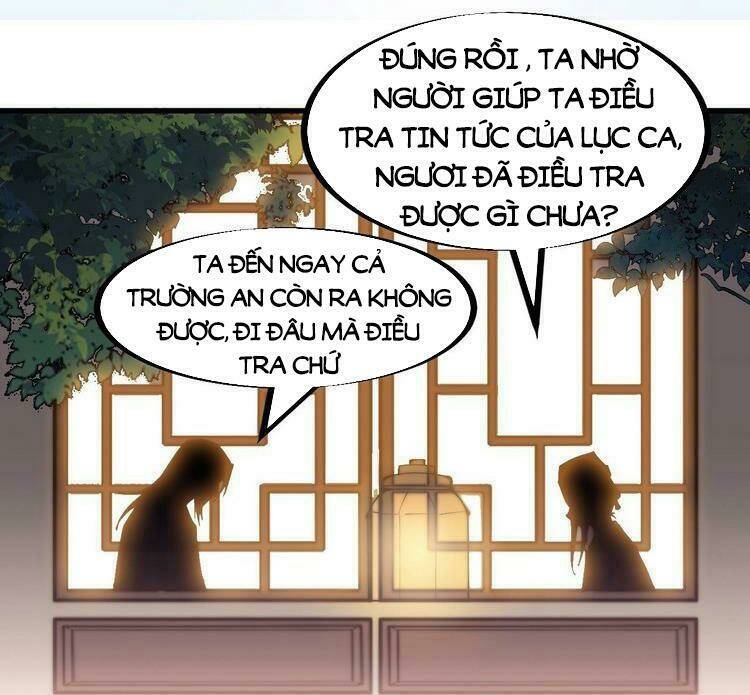 ĐÚNG RỒI , TA NHỜ
NGƯỜI GIÚP TA ĐIỀU
TRA TIN TỨC CỦA LỤC CA,
NGƯƠI ĐÃ ĐIỀU TRA
ĐƯỢC GÌ CHƯA?
TA ĐẾN NGAY CẢ
TRƯỜNG AN CÒN RA KHÔNG
ĐƯỢC, ĐI ĐÂU MÀ ĐIỀU
TRA CHỨ